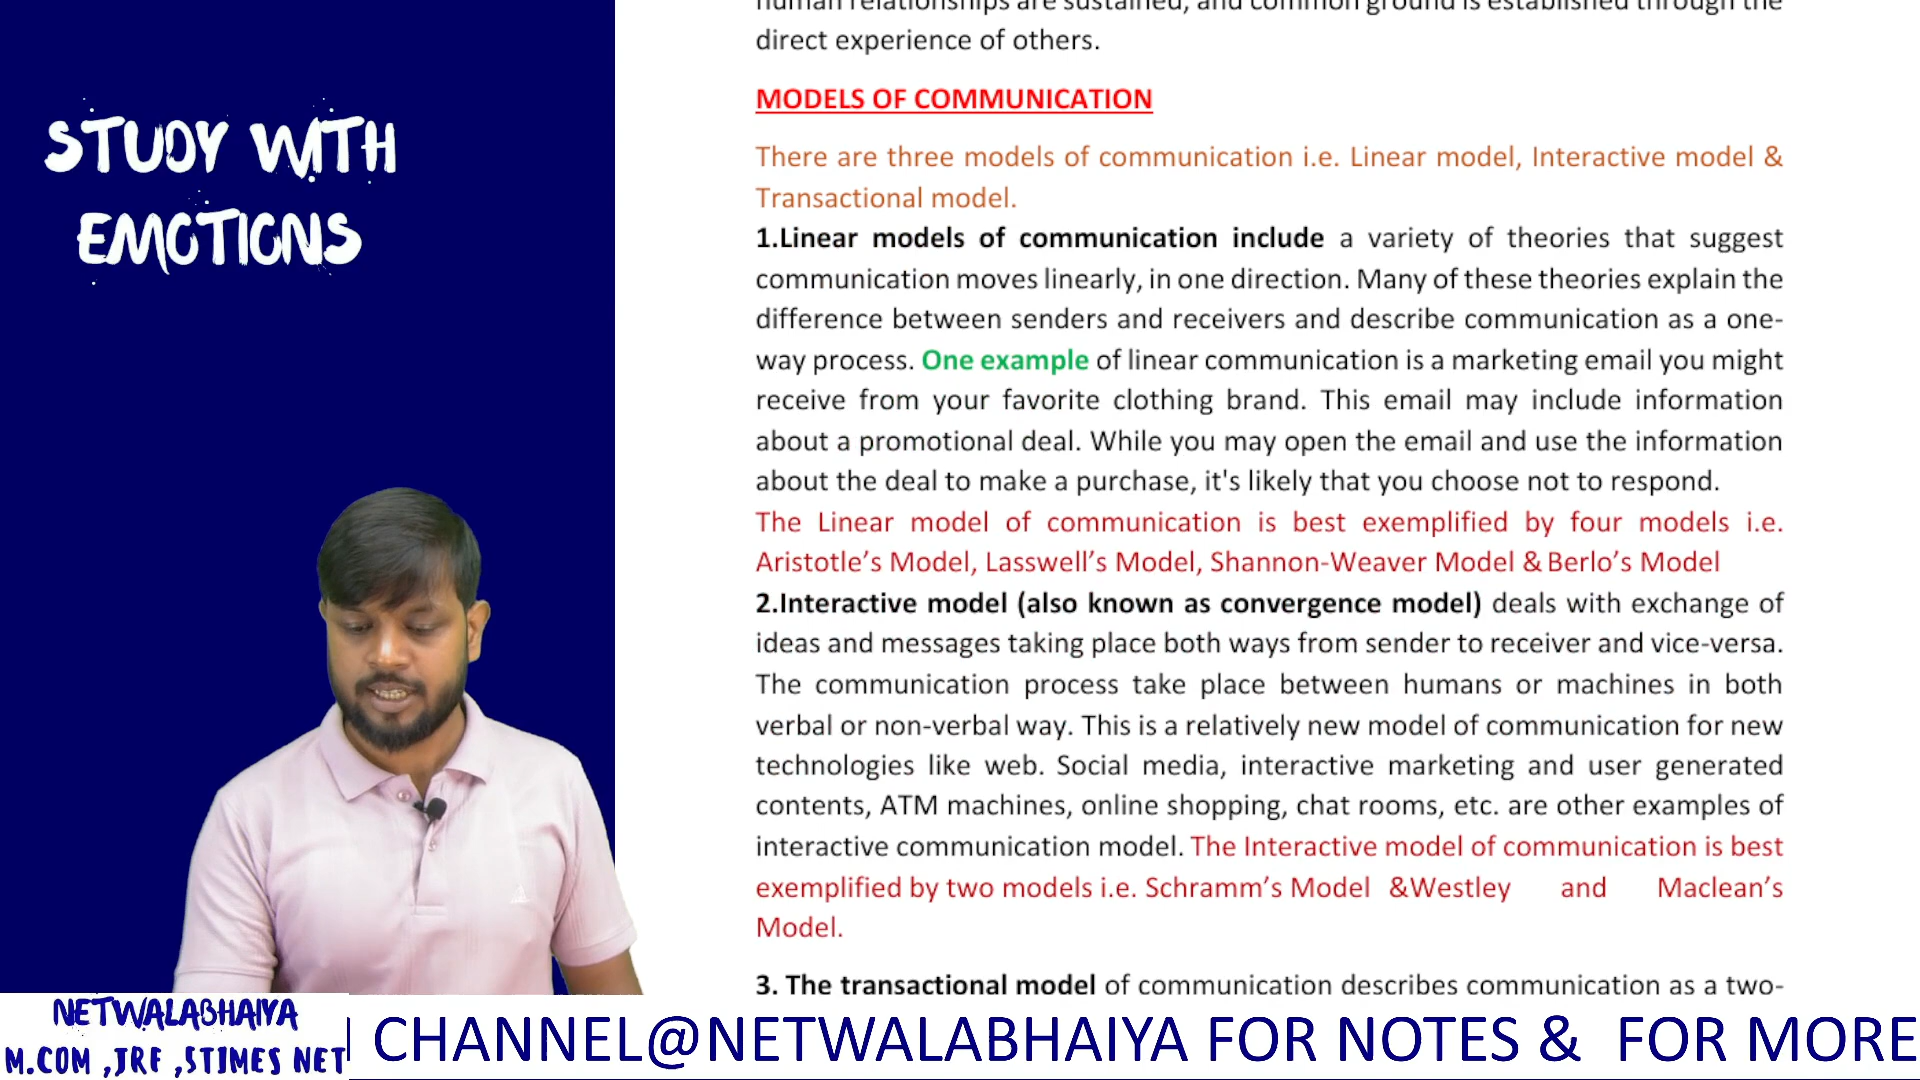 STUDY WITH
EMOTIONS
human relationships are sustained, and common ground is established through the
direct experience of others.
MODELS OF COMMUNICATION
There are three models of communication i.e. Linear model, Interactive model &
Transactional model.
1.Linear models of communication include a variety of theories that suggest
communication moves linearly, in one direction. Many of these theories explain the
difference between senders and receivers and describe communication as a one-
way process. One example of linear communication is a marketing email you might
receive from your favorite clothing brand. This email may include information
about a promotional deal. While you may open the email and use the information
about the deal to make a purchase, it's likely that you choose not to respond.
The Linear model of communication is best exemplified by four models i.e.
Aristotle’s Model, Lasswell’s Model, Shannon-Weaver Model & Berlo’s Model
2.Interactive model (also known as convergence model) deals with exchange of
ideas and messages taking place both ways from sender to receiver and vice-versa.
The communication process take place between humans or machines in both
verbal or non-verbal way. This is a relatively new model of communication for new
technologies like web. Social media, interactive marketing and user generated
contents, ATM machines, online shopping, chat rooms, etc. are other examples of
interactive communication model. The Interactive model of communication is best
exemplified by two models i.e. Schramm’s Model &Westley and Maclean’s
Model.
3. The transactional model of communication describes communication as a two-
NETWALABHAIYA
M.COM ,JRF ,5TIMES NET
CHANNEL@NETWALABHAIYA FOR NOTES & FOR MORE